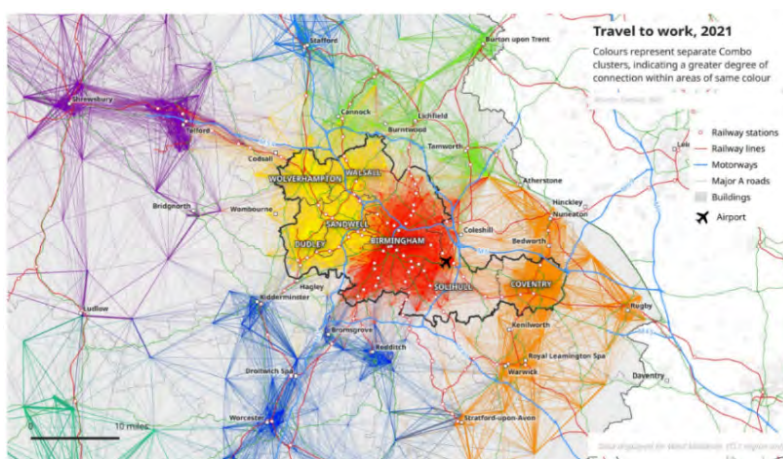 Travel to work, 2021
Colours represent separate Combo
clusters, indicating a greater degree of
connection within areas of same colour
Railway stations
Railway lines
Motorways
Major A roads
Buildings
Airport
Stafford
Burton upon Trent
Shrewsbury
Telford
Cannock
Lichfield
Burntwood
Codsall
Tamworth
WOLVERHAMPTON
WALSALL
Atherstone
Hinckley
Nuneaton
Bridgnorth
Wombourne
SANDWELL
BIRMINGHAM
Coleshill
DUDLEY
Bedworth
Hagley
SOLIHULL
COVENTRY
Kidderminster
Ludlow
Rugby
Bromsgrove
Kenilworth
Redditch
Royal Leamington Spa
Droitwich Spa
Warwick
Daventry
Worcester
Stratford-upon-Avon
0 10 miles